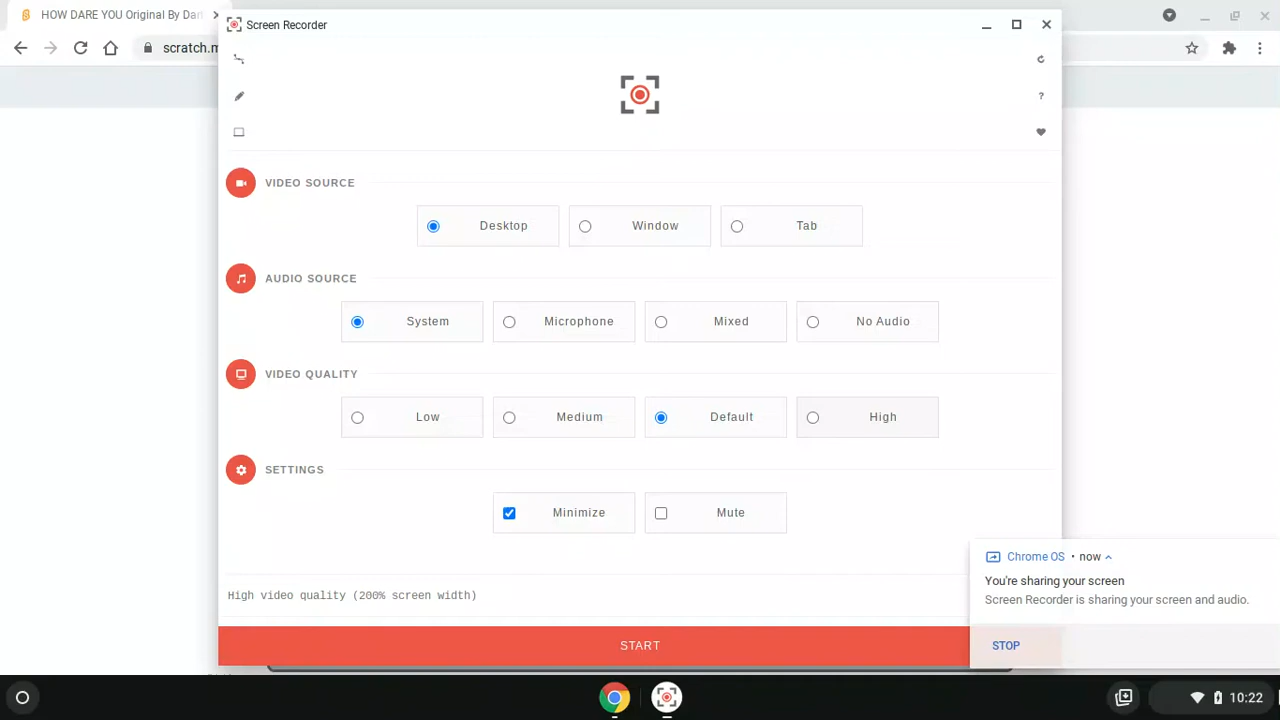 HOW DARE YOU Original By Dar
Screen Recorder
scratch.m
?
VIDEO SOURCE
Desktop
Window
Tab
AUDIO SOURCE
System
Microphone
Mixed
No Audio
VIDEO QUALITY
Low
Medium
Default
High
SETTINGS
Minimize
Mute
Chrome OS • now
You're sharing your screen
Screen Recorder is sharing your screen and audio.
High video quality (200% screen width)
START
STOP
10:22